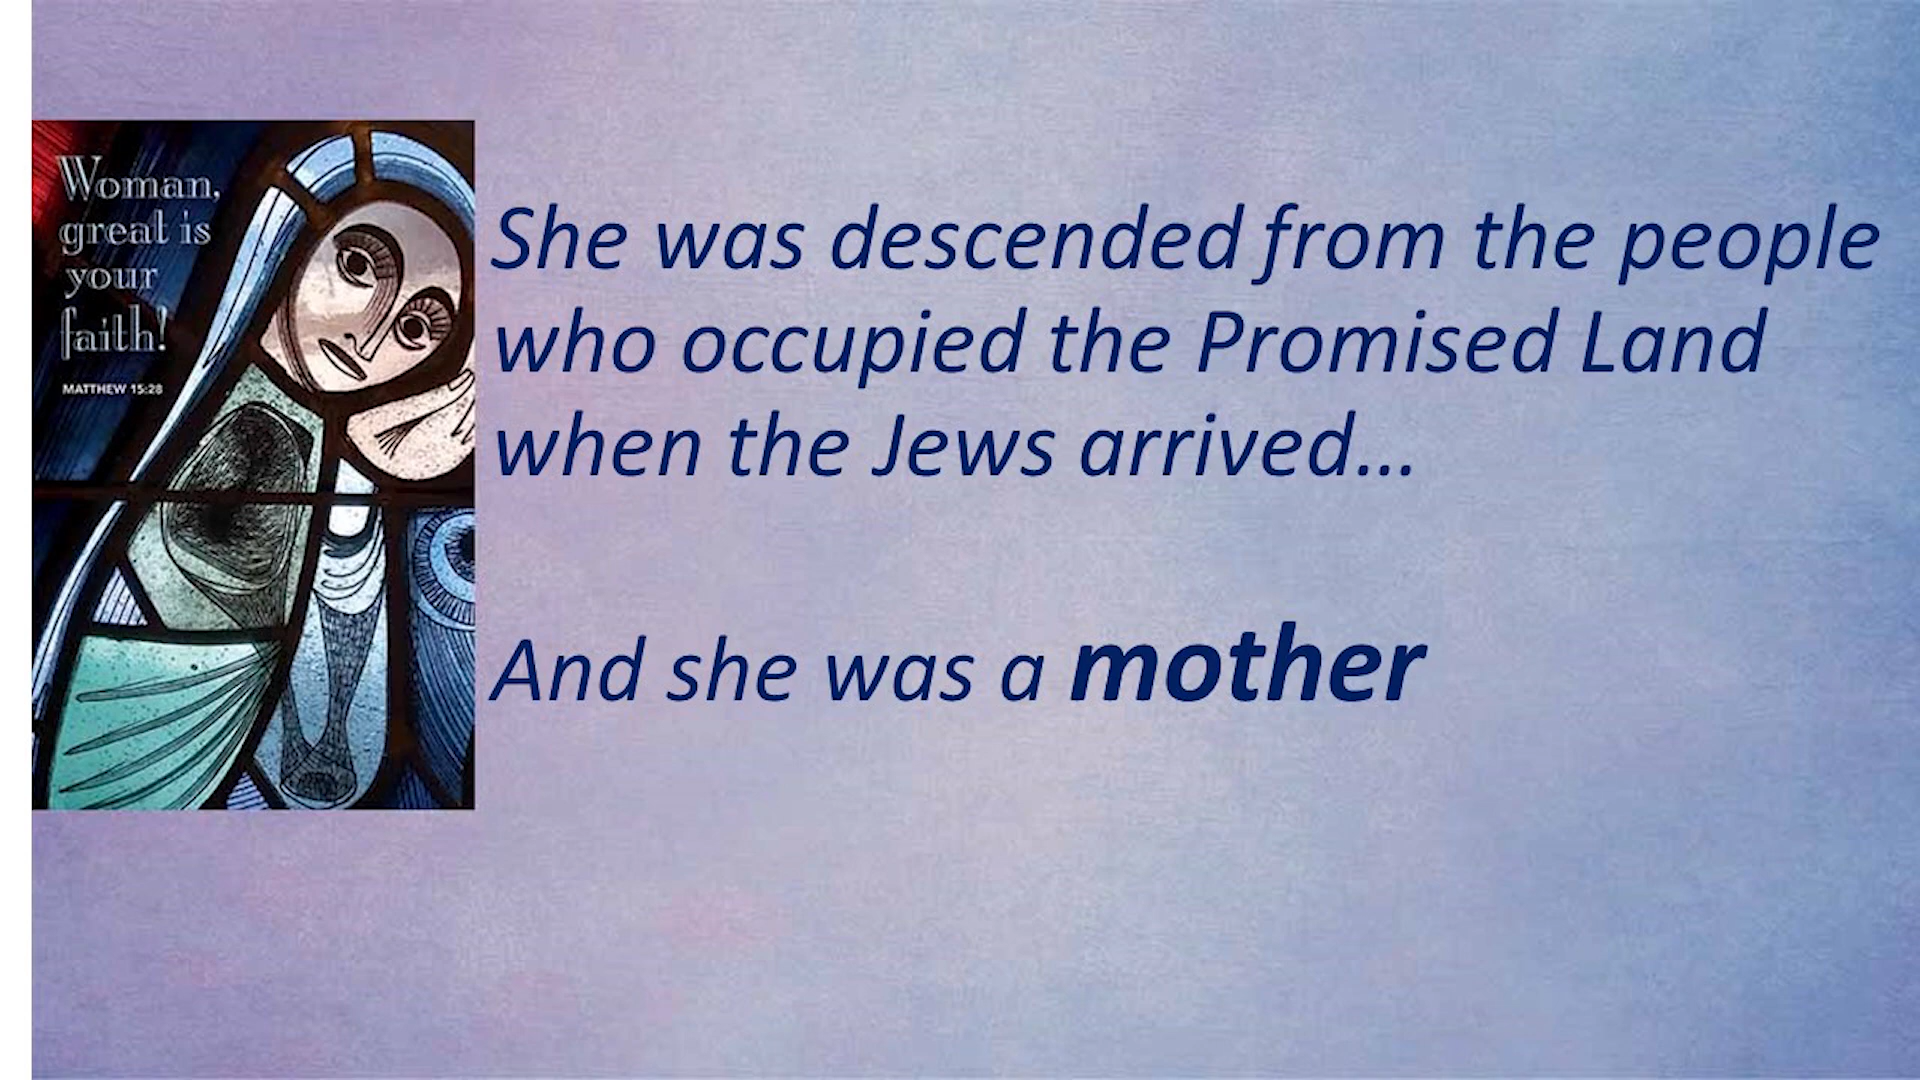 Woman,
great is
your
faith!
MATTHEW 15:28
She was descended from the people
who occupied the Promised Land
when the Jews arrived...
And she was a mother